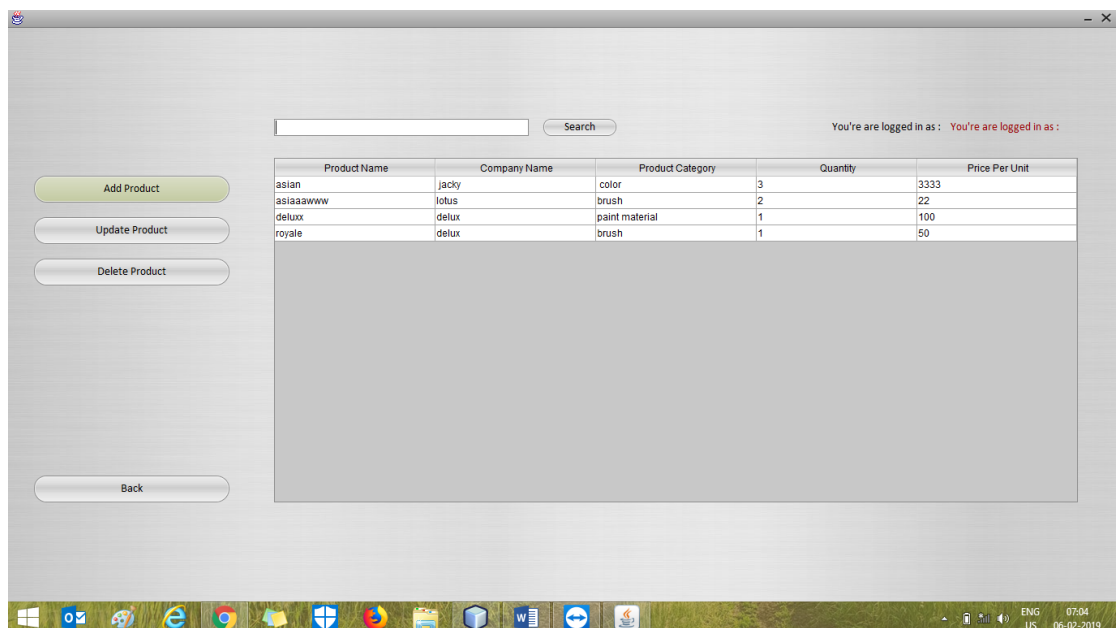 Search
You're are logged in as : You're are logged in as :
Product Name Company Name Product Category Quantity Price Per Unit
asian jacky color 3 3333
asiaaawww lotus brush 2 22
deluxx delux paint material 1 100
royale delux brush 1 50
Add Product
Update Product
Delete Product
Back
ENG 07:04
US 06-02-2019